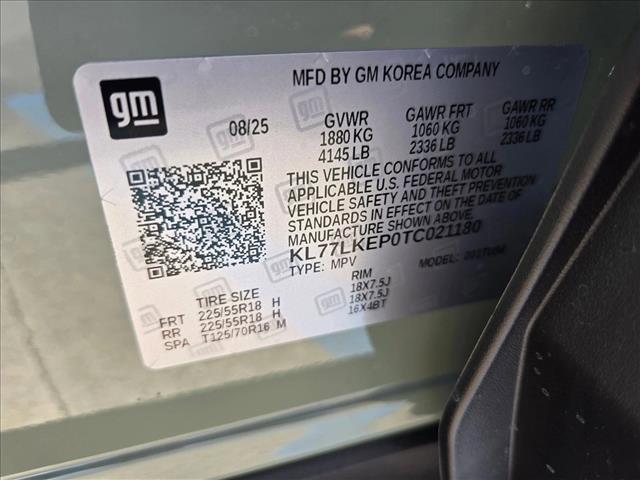 gm
MFD BY GM KOREA COMPANY
08/25
GVWR
1880 KG
4145 LB
GAWR FRT
1060 KG
2336 LB
GAWR RR
1060 KG
2336 LB
THIS VEHICLE CONFORMS TO ALL
APPLICABLE U.S. FEDERAL MOTOR
VEHICLE SAFETY AND THEFT PREVENTION
STANDARDS IN EFFECT ON THE DATE OF
MANUFACTURE SHOWN ABOVE.
KL77LKEP0TC021180
TYPE: MPV
MODEL:
TIRE SIZE
RIM
FRT 225/55R18 H 18X7.5J
RR 225/55R18 H 18X7.5J
SPA T125/70R16 M 16X4BT